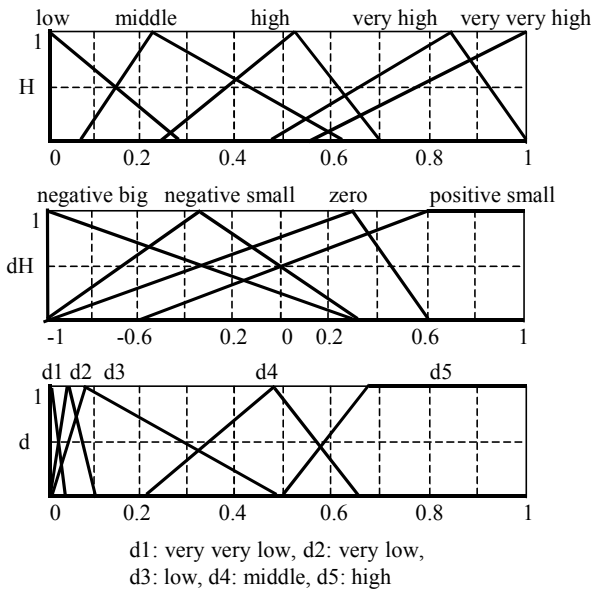 low middle high very high very very high
1
H
0 0.2 0.4 0.6 0.8 1
negative big negative small zero positive small
1
dH
-1 -0.6 0.2 0 0.2 0.6 1
d1 d2 d3 d4 d5
1
d
0 0.2 0.4 0.6 0.8 1
d1: very very low, d2: very low,
d3: low, d4: middle, d5: high